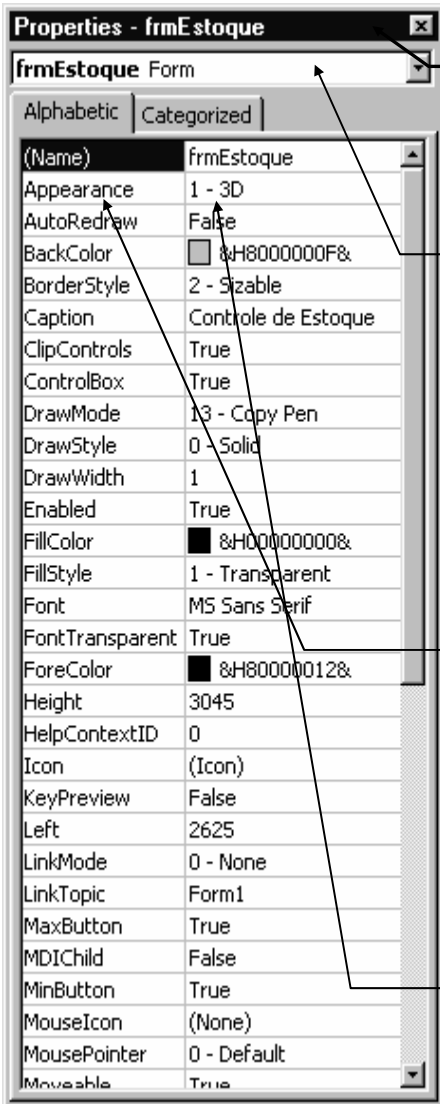 Properties - frmEstoque
frmEstoque Form
Alphabetic Categorized
(Name) frmEstoque
Appearance 1 - 3D
AutoRedraw False
BackColor &H8000000F&
BorderStyle 2 - Sizable
Caption Controle de Estoque
ClipControls True
ControlBox True
DrawMode 13 - Copy Pen
DrawStyle 0 - Solid
DrawWidth 1
Enabled True
FillColor &H00000000&
FillStyle 1 - Transparent
Font MS Sans Serif
FontTransparent True
ForeColor &H80000012&
Height 3045
HelpContextID 0
Icon (Icon)
KeyPreview False
Left 2625
LinkMode 0 - None
LinkTopic Form1
MaxButton True
MDIChild False
MinButton True
MouseIcon (None)
MousePointer 0 - Default
Moveable True